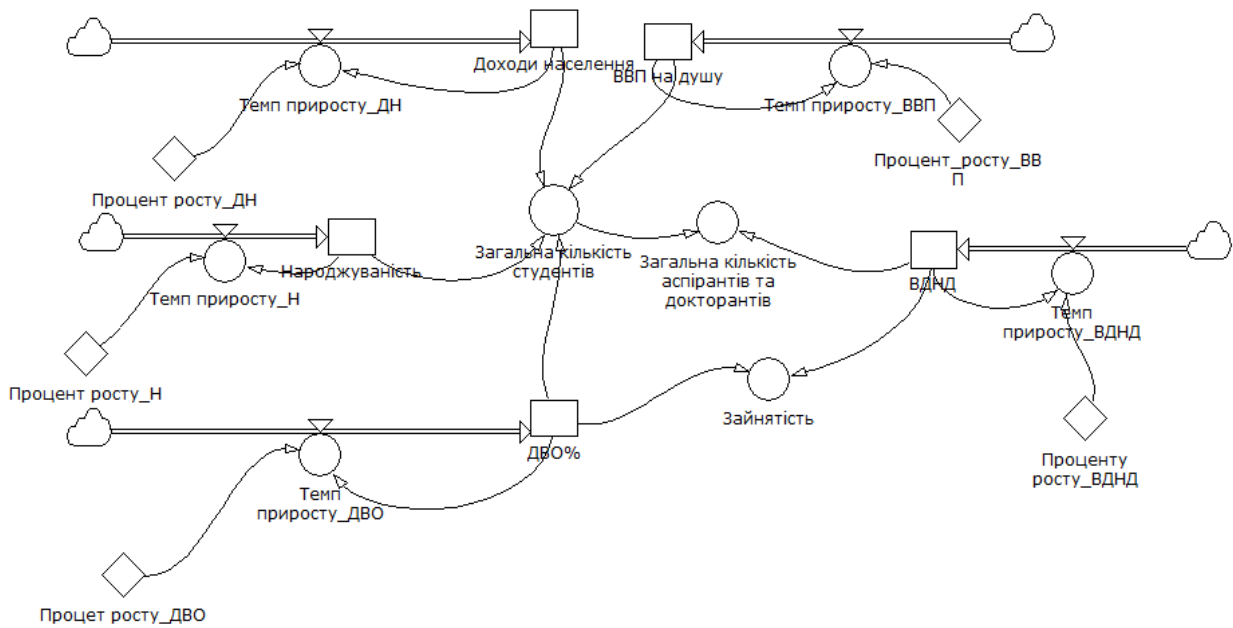 Доходи населення
ВВП на душу
Темп приросту_ДН
Темп приросту_ВВП
Процент_росту_ВВ
П
Процент росту_ДН
Загальна кількість
студентів
Загальна кількість
аспірантів та
докторантів
Народжуваність
Темп приросту_Н
ВДНД
Темп
приросту_ВДНД
Процент росту_Н
Зайнятість
ДВО%
Проценту
росту_ВДНД
Темп
приросту_ДВО
Процет росту_ДВО